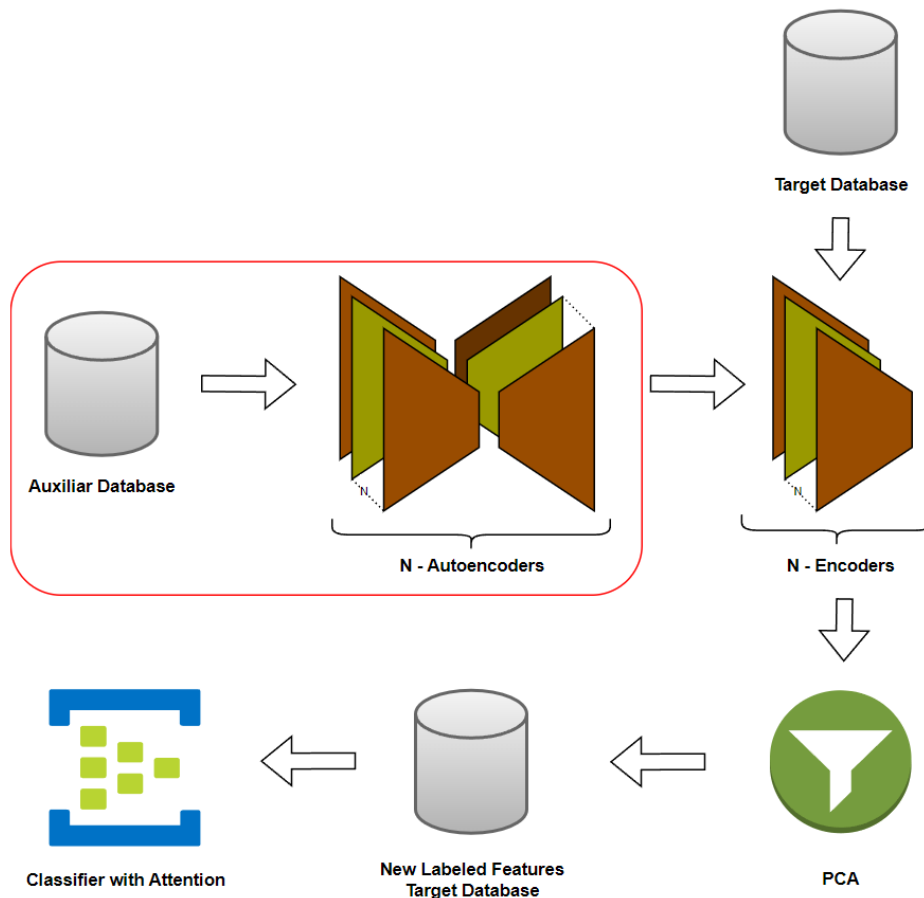 Target Database
Auxiliar Database
N
N - Autoencoders
N
N - Encoders
Classifier with Attention
New Labeled Features
Target Database
PCA